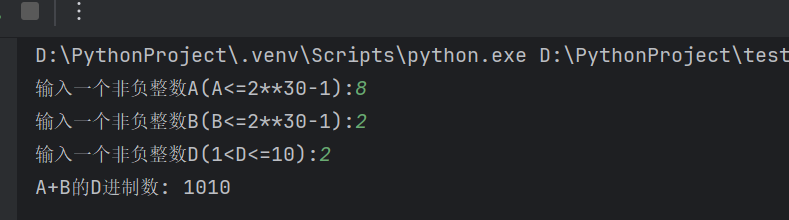 D:\PythonProject\.venv\Scripts\python.exe D:\PythonProject\test
输入一个非负整数A(A<=2**30-1):8
输入一个非负整数B(B<=2**30-1):2
输入一个非负整数D(1<D<=10):2
A+B的D进制数: 1010